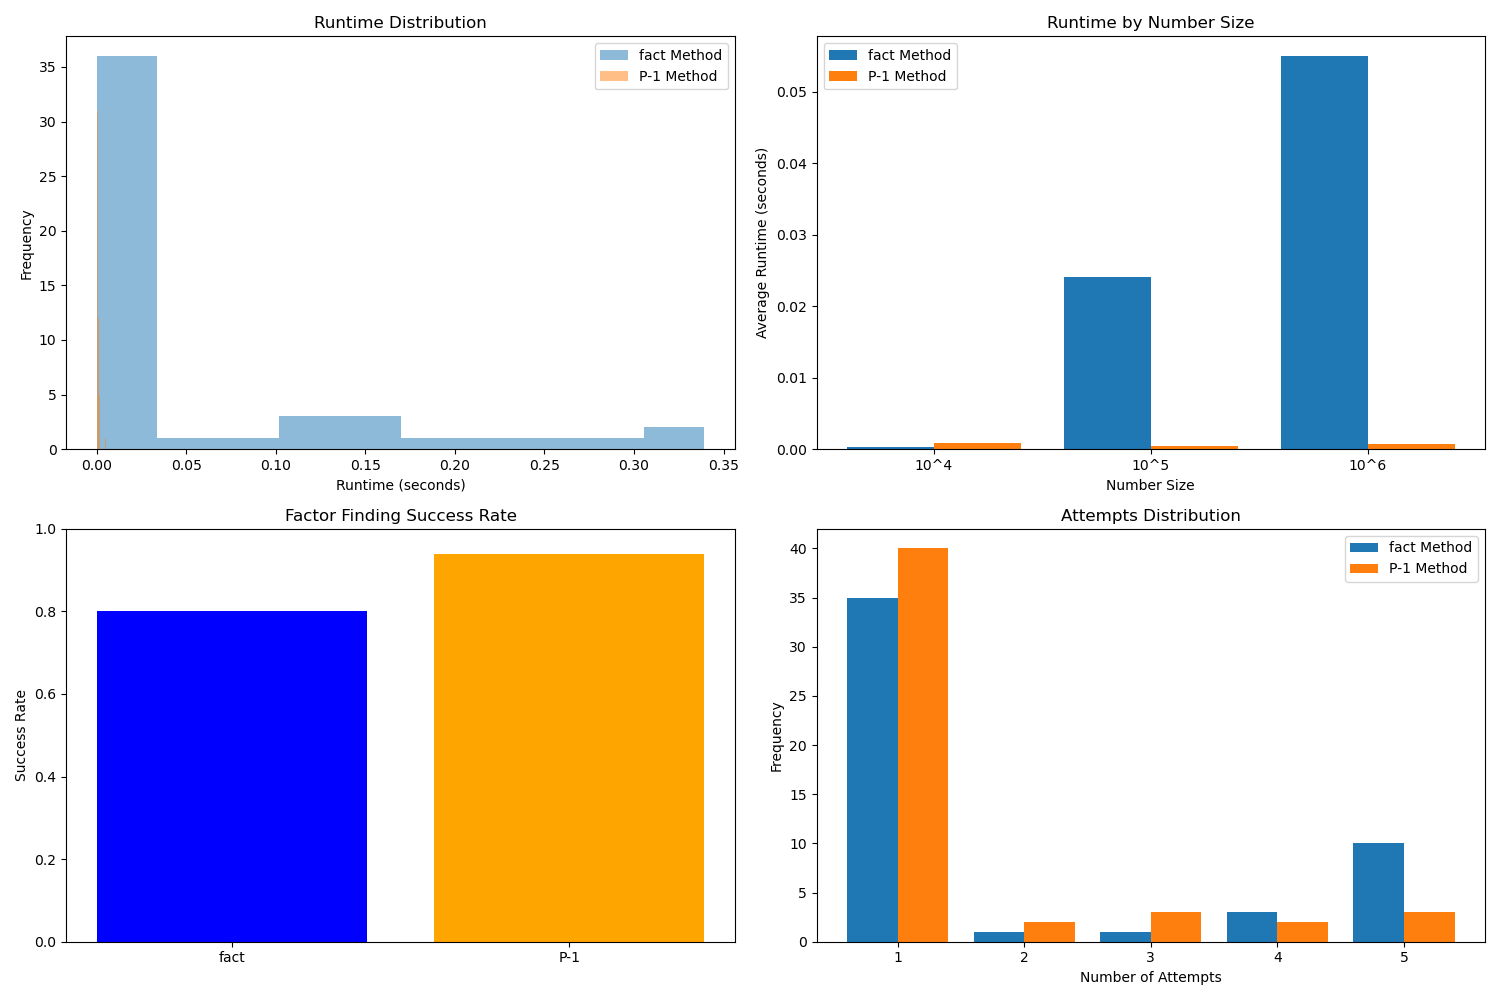 Runtime Distribution
fact Method
P-1 Method
Frequency
35
30
25
20
15
10
5
0
0.00 0.05 0.10 0.15 0.20 0.25 0.30 0.35
Runtime (seconds)
Runtime by Number Size
fact Method
P-1 Method
Average Runtime (seconds)
0.05
0.04
0.03
0.02
0.01
0.00
10^4 10^5 10^6
Number Size
Factor Finding Success Rate
Success Rate
1.0
0.8
0.6
0.4
0.2
0.0
fact P-1
Attempts Distribution
fact Method
P-1 Method
Frequency
40
35
30
25
20
15
10
5
0
1 2 3 4 5
Number of Attempts